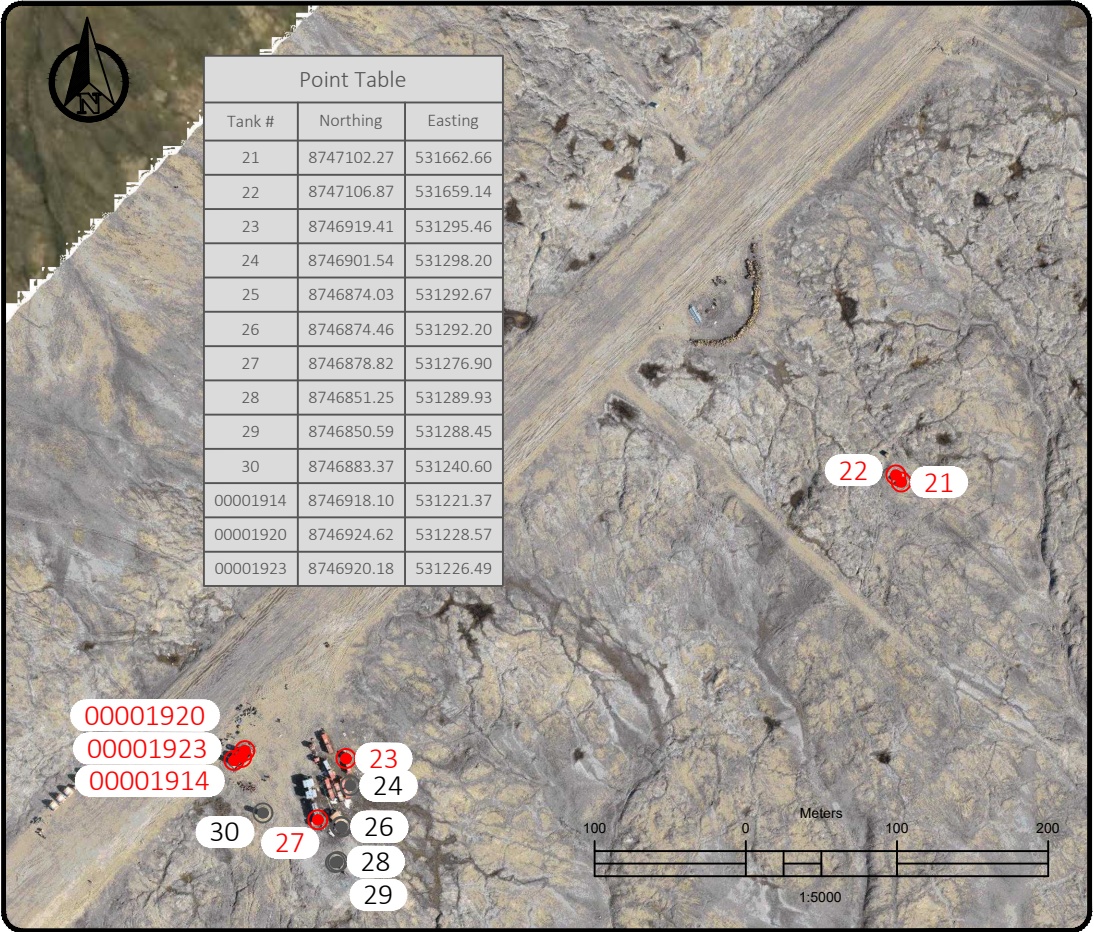 N
Point Table
Tank # Northing Easting
21 8747102.27 531662.66
22 8747106.87 531659.14
23 8746919.41 531295.46
24 8746901.54 531298.20
25 8746874.03 531292.67
26 8746874.46 531292.20
27 8746878.82 531276.90
28 8746851.25 531289.93
29 8746850.59 531288.45
30 8746883.37 531240.60
00001914 8746918.10 531221.37
00001920 8746924.62 531228.57
00001923 8746920.18 531226.49
22 21
00001920
00001923
00001914
23
24
30
27
26
28
29
Meters
100 0 100 200
1:5000